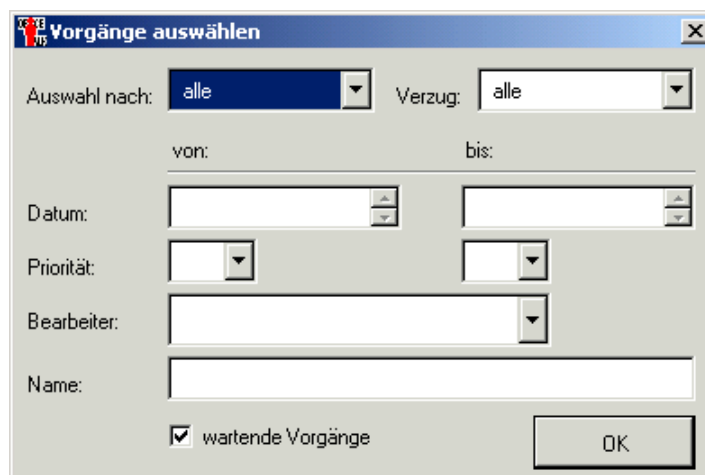 Vorgänge auswählen
Auswahl nach: alle Verzug: alle
von: bis:
Datum:
Priorität:
Bearbeiter:
Name:
wartende Vorgänge OK